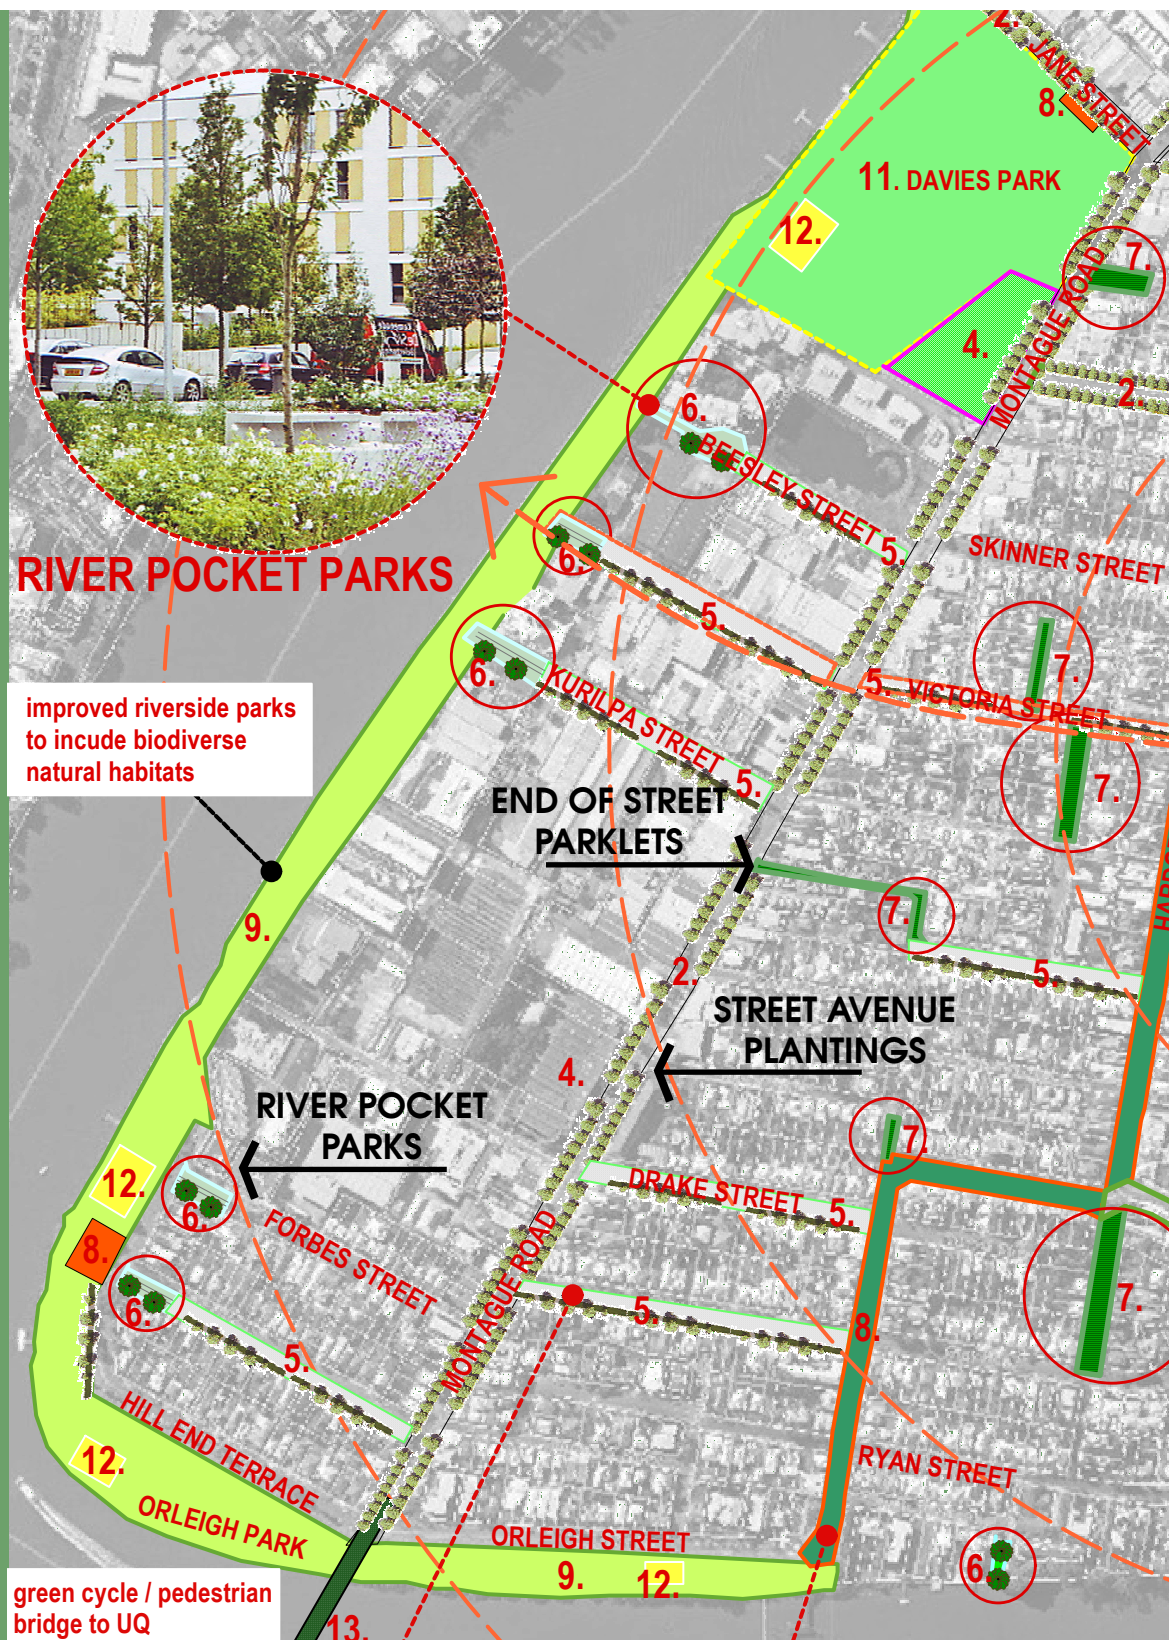 2.
JANE STREET
8.
11. DAVIES PARK
12.
7.
MONTAGUE ROAD
4.
2.
6.
BEESLEY STREET
5.
SKINNER STREET
RIVER POCKET PARKS
6.
5.
7.
6.
KURILPA STREET
5.
VICTORIA STREET
improved riverside parks
to incude biodiverse
natural habitats
5.
7.
END OF STREET
PARKLETS
7.
9.
2.
5.
STREET AVENUE
PLANTINGS
4.
RIVER POCKET
PARKS
7.
12.
6.
DRAKE STREET
5.
FORBES STREET
8.
MONTAGUE ROAD
6.
5.
8.
7.
5.
HILL END TERRACE
12.
RYAN STREET
ORLEIGH PARK
ORLEIGH STREET
9.
12.
6.
green cycle / pedestrian
bridge to UQ
13.